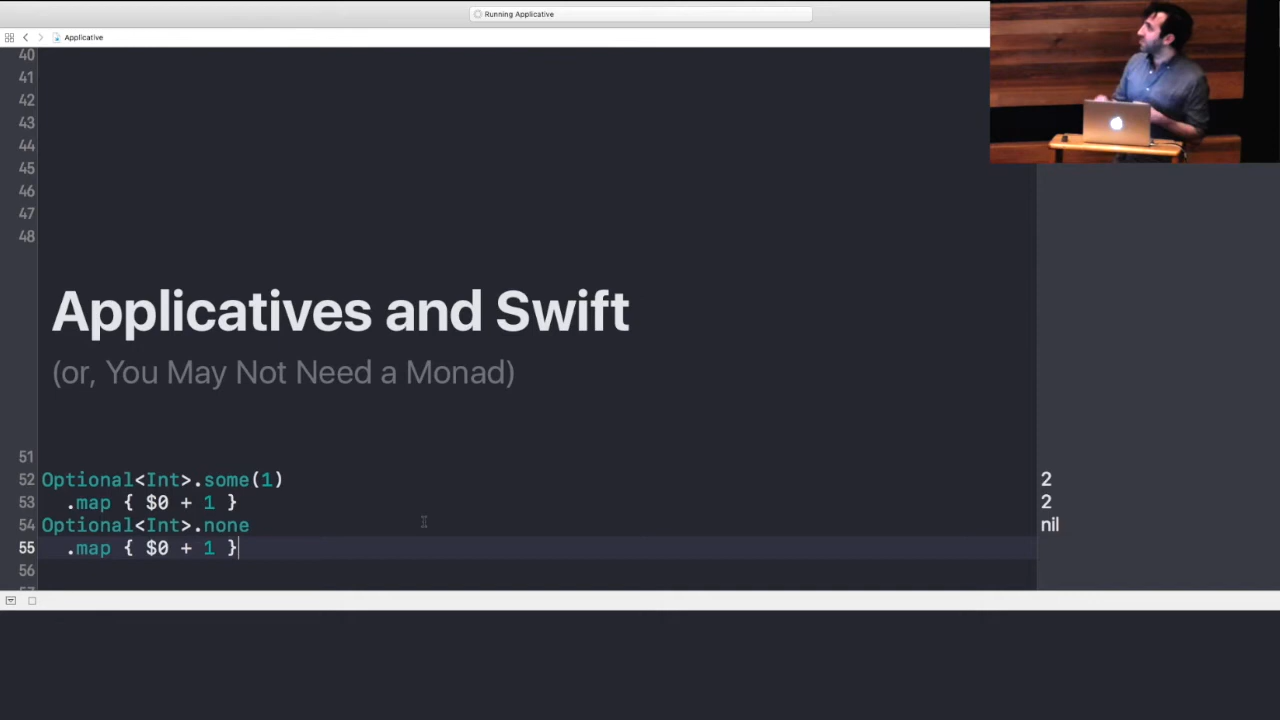 Running Applicative
Applicative
40
41
42
43
44
45
46
47
48
Applicatives and Swift
(or, You May Not Need a Monad)
51
52 Optional<Int>.some(1) 2
53 .map { $0 + 1 } 2
54 Optional<Int>.none nil
55 .map { $0 + 1 }
56